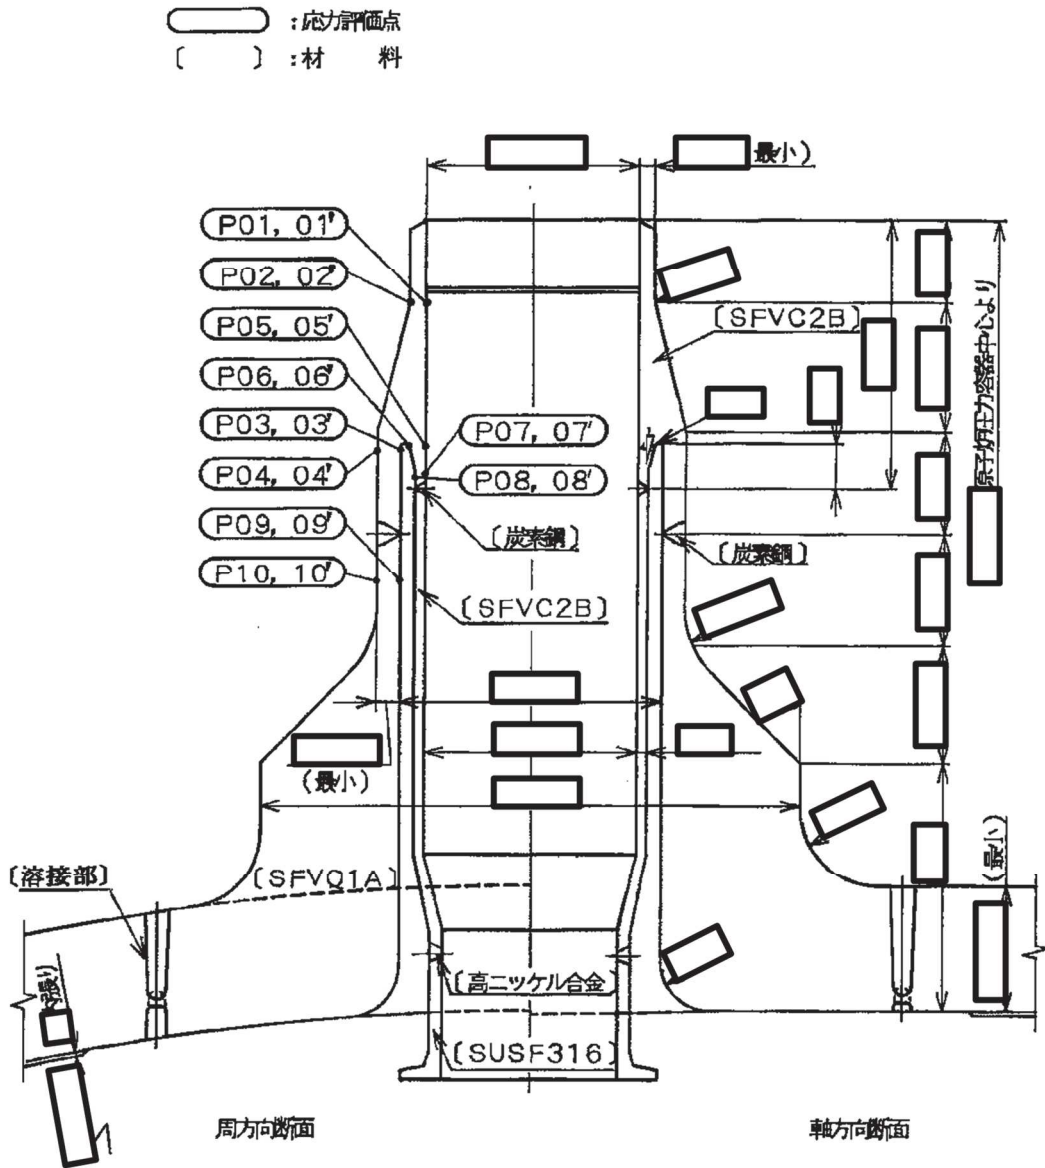 ：応力評価点
〔　　〕：材　料
最小）
P01, 01'
P02, 02'
P05, 05'
P06, 06'
P03, 03'
P04, 04'
P09, 09'
P10, 10'
P07, 07'
P08, 08'
〔SFVC2B〕
原子炉圧力容器中心より
〔炭素鋼〕
〔炭素鋼〕
〔SFVC2B〕
（最小）
（最小）
〔溶接部〕
〔SFVQ1A〕
〔高ニッケル合金〕
〔SUSF316〕
周方向断面
軸方向断面